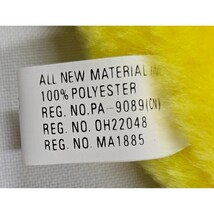 ALL NEW MATERIAL
100% POLYESTER
REG. NO.PA-9089(CN)
REG. NO. OH22048
REG. NO. MA1885